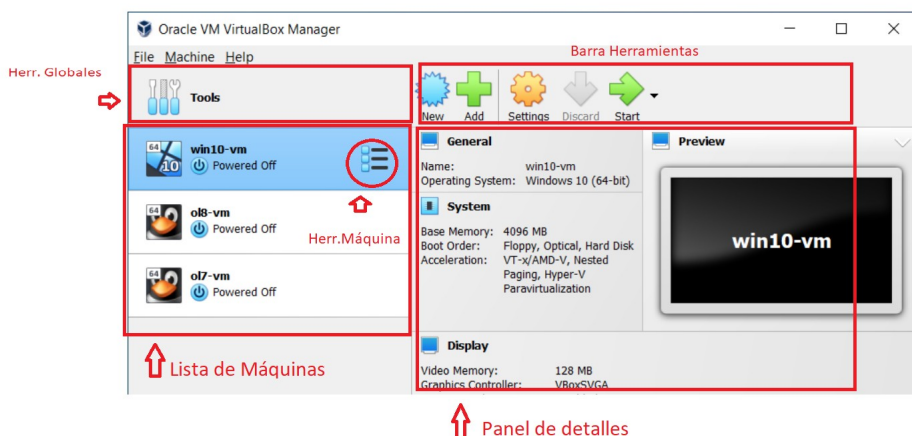 Oracle VM VirtualBox Manager
File Machine Help
Barra Herramientas
Herr. Globales
Tools
New Add Settings Discard Start
64
10
win10-vm
Powered Off
Herr.Máquina
64
ol8-vm
Powered Off
64
ol7-vm
Powered Off
Lista de Máquinas
General
Name: win10-vm
Operating System: Windows 10 (64-bit)
System
Base Memory: 4096 MB
Boot Order: Floppy, Optical, Hard Disk
Acceleration: VT-x/AMD-V, Nested
Paging, Hyper-V
Paravirtualization
Preview
win10-vm
Display
Video Memory: 128 MB
Graphics Controller: VBoxSVGA
Panel de detalles